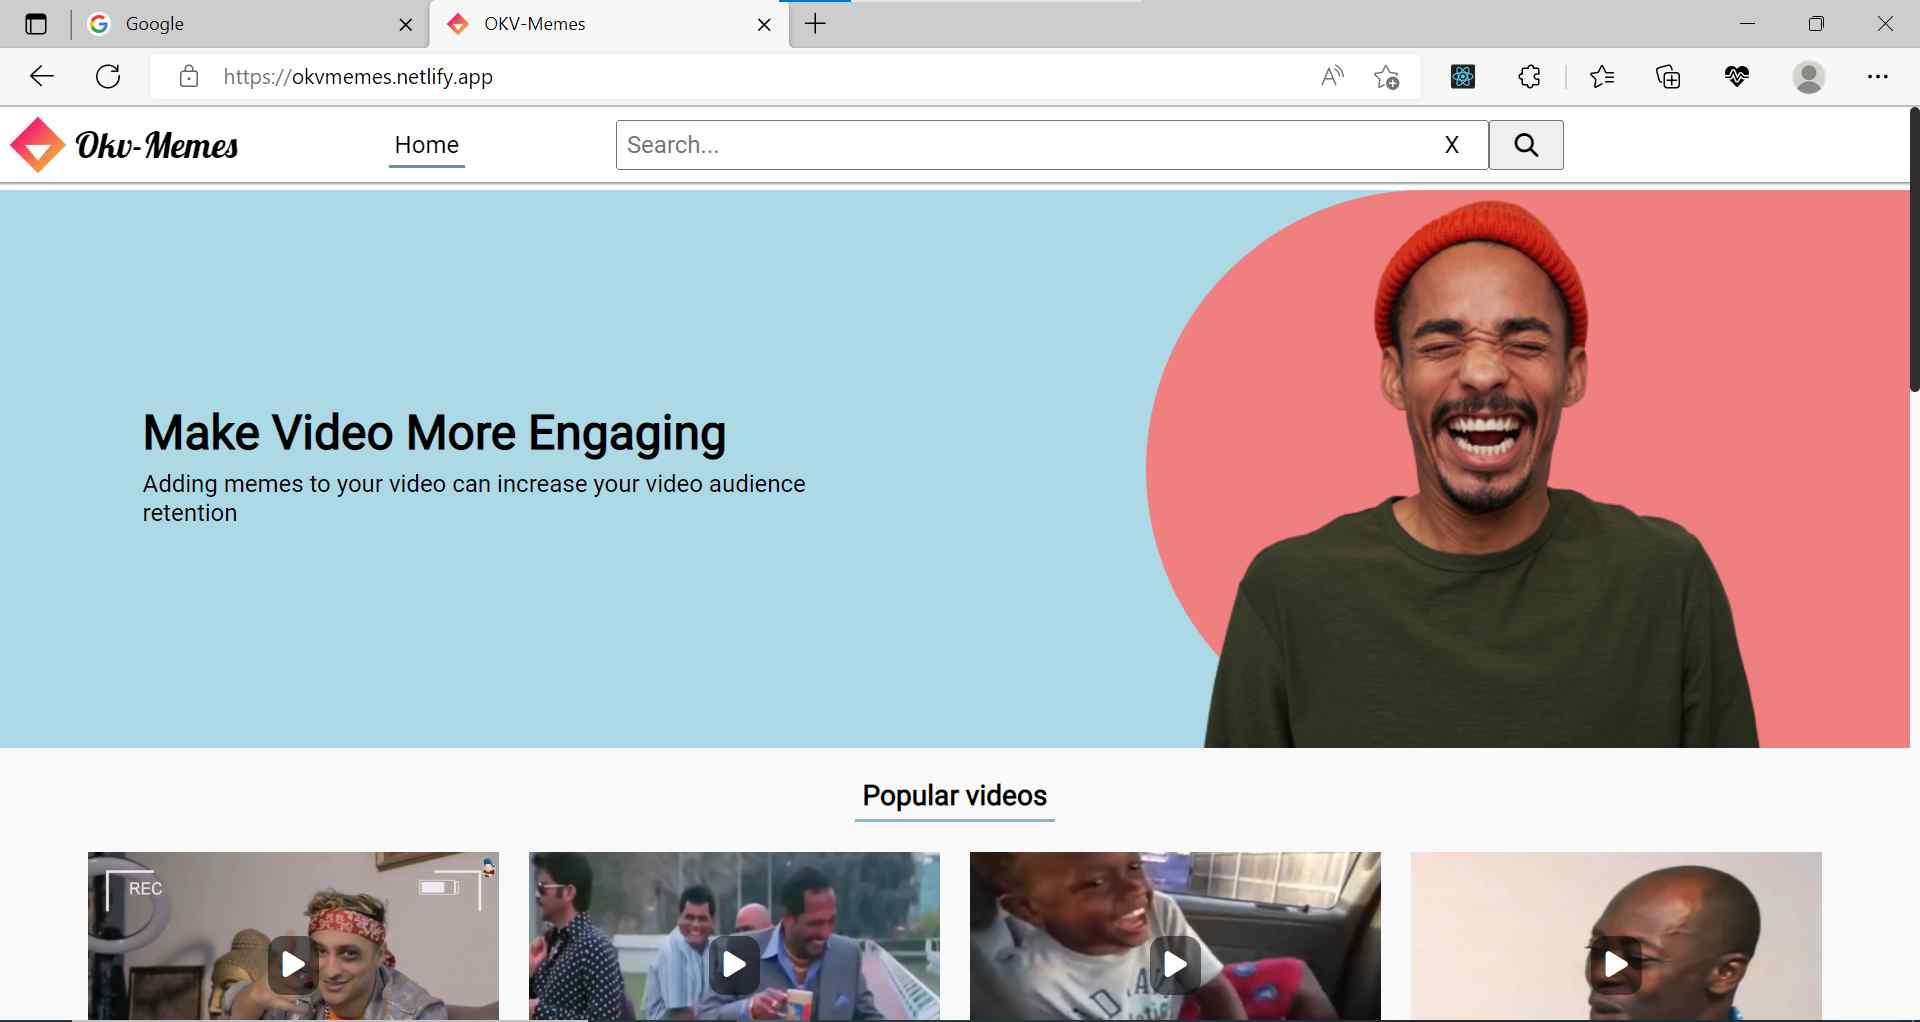 Google
OKV-Memes
https://okvmemes.netlify.app
Okv-Memes
Home
Search...
X
Make Video More Engaging
Adding memes to your video can increase your video audience
retention
Popular videos
REC